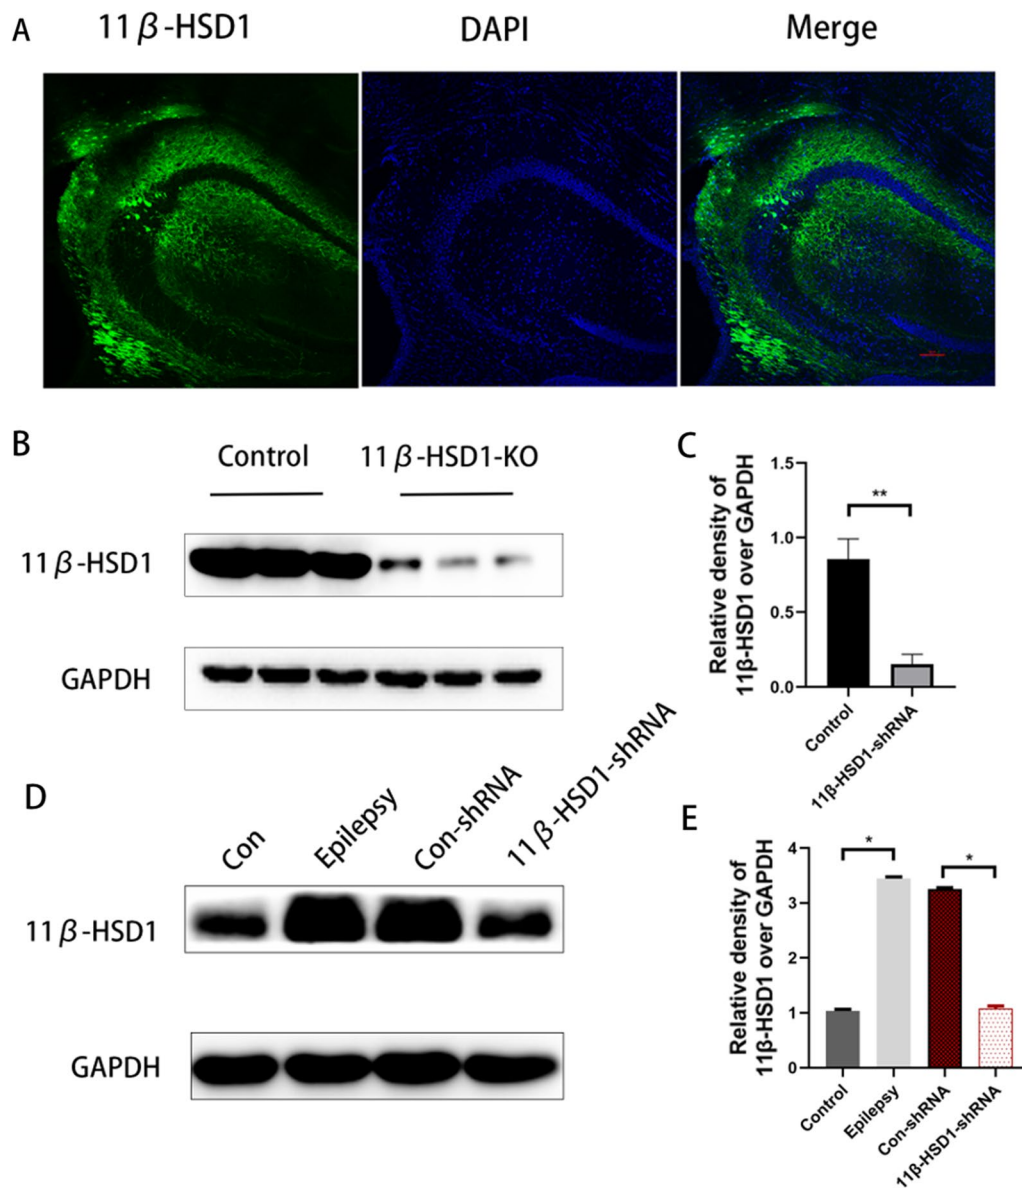 A
11β-HSD1
DAPI
Merge
B
Control
11β-HSD1-KO
11β-HSD1
GAPDH
C
Relative density of
11β-HSD1 over GAPDH
1.5
1.0
0.5
0.0
**
Control
11β-HSD1-shRNA
D
Con
Epilepsy
Con-shRNA
11β-HSD1-shRNA
11β-HSD1
GAPDH
E
Relative density of
11β-HSD1 over GAPDH
4
3
2
1
0
*
*
Control
Epilepsy
Con-shRNA
11β-HSD1-shRNA